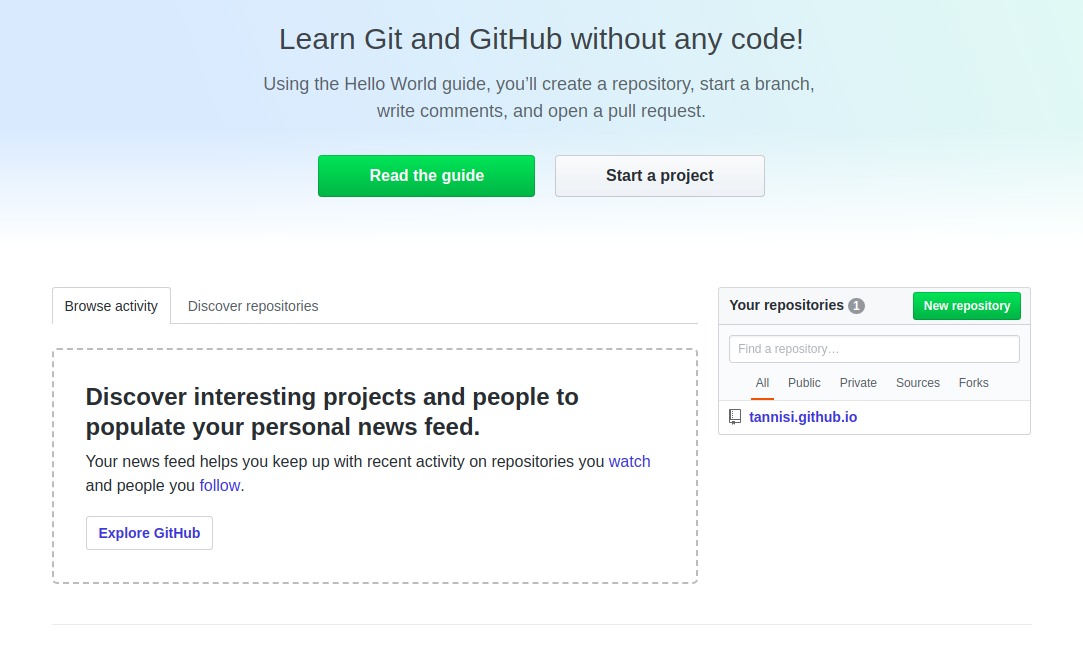 Learn Git and GitHub without any code!
Using the Hello World guide, you’ll create a repository, start a branch,
write comments, and open a pull request.
Read the guide
Start a project
Browse activity
Discover repositories
Discover interesting projects and people to
populate your personal news feed.
Your news feed helps you keep up with recent activity on repositories you watch
and people you follow.
Explore GitHub
Your repositories 1
New repository
Find a repository…
All Public Private Sources Forks
tannisi.github.io